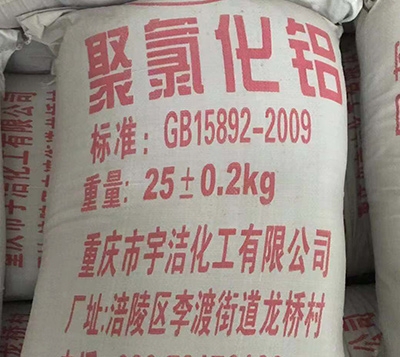 聚氯化铝
标准：GB15892-2009
重量：25±0.2kg
重庆市宇洁化工有限公司
厂址:涪陵区李渡街道龙桥村